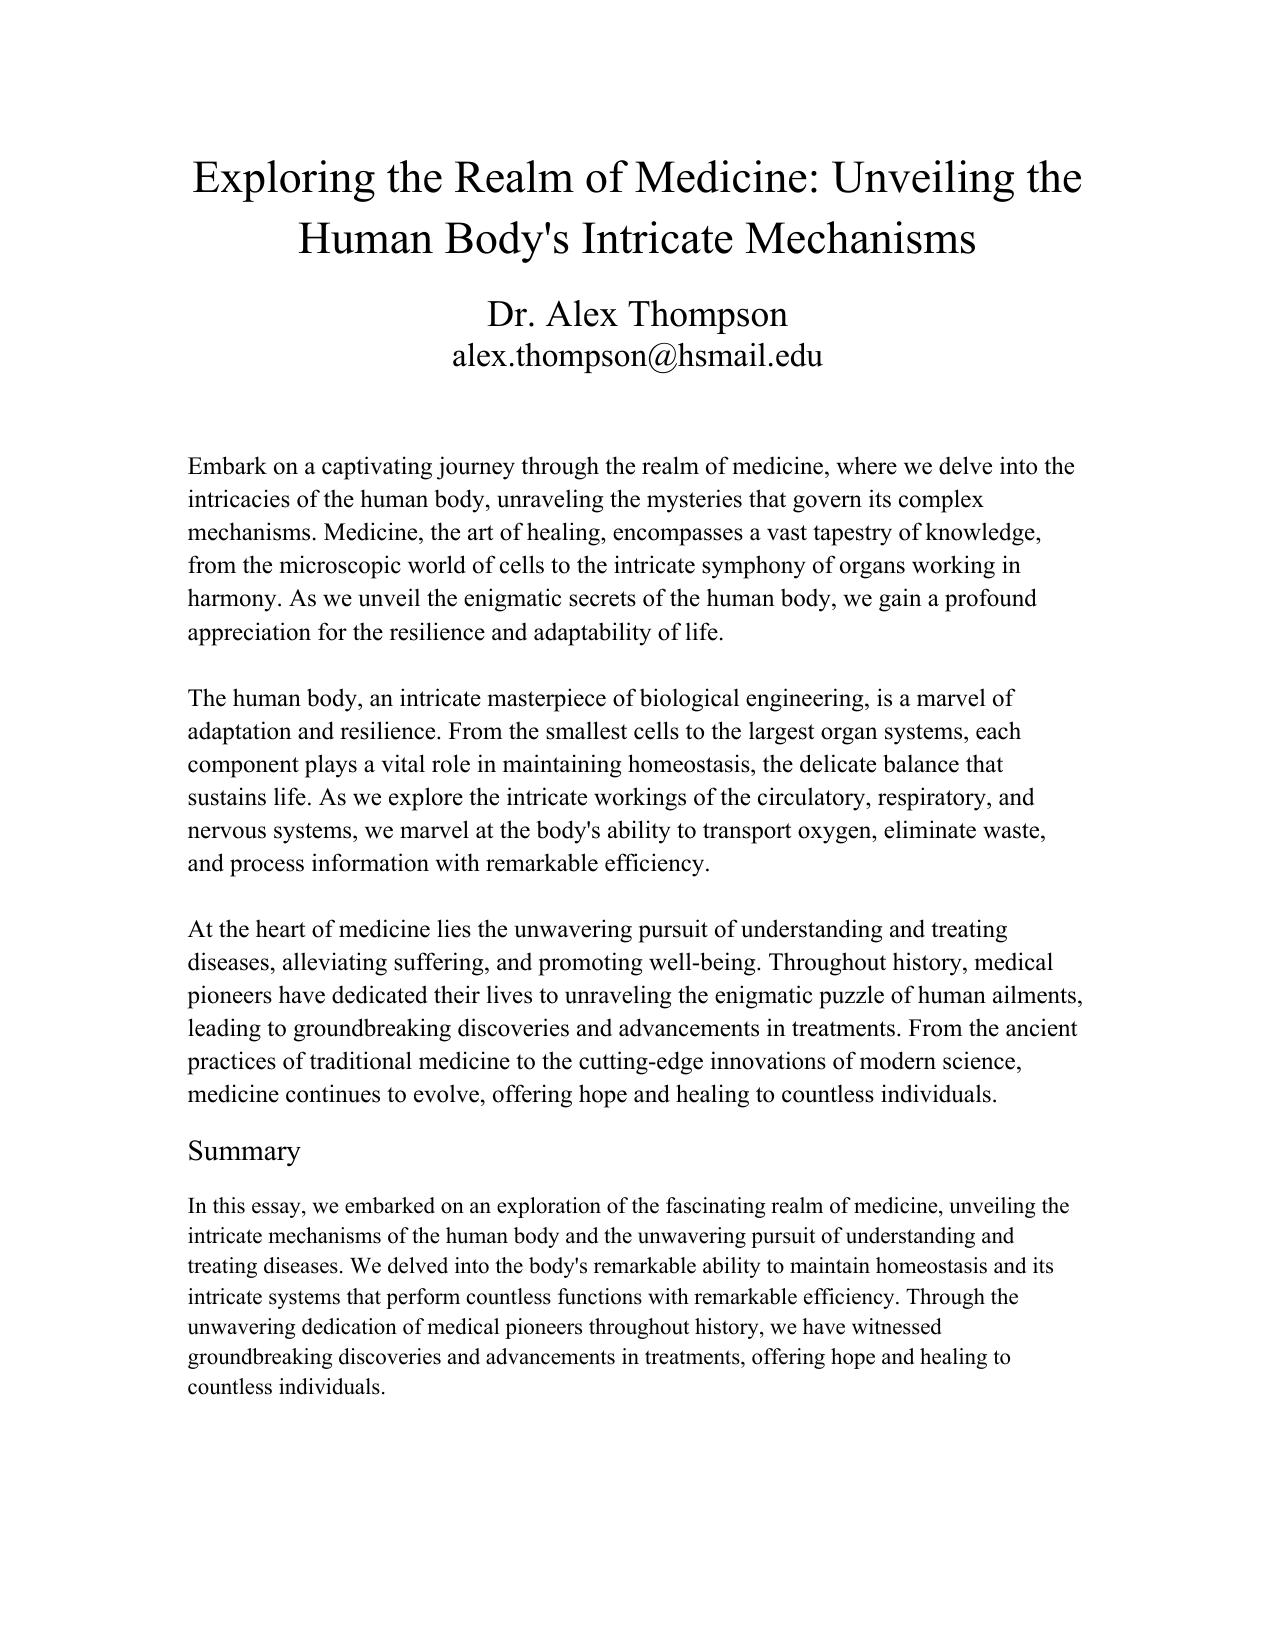 Exploring the Realm of Medicine: Unveiling the
Human Body's Intricate Mechanisms
Dr. Alex Thompson
alex.thompson@hsmail.edu
Embark on a captivating journey through the realm of medicine, where we delve into the
intricacies of the human body, unraveling the mysteries that govern its complex
mechanisms. Medicine, the art of healing, encompasses a vast tapestry of knowledge,
from the microscopic world of cells to the intricate symphony of organs working in
harmony. As we unveil the enigmatic secrets of the human body, we gain a profound
appreciation for the resilience and adaptability of life.
The human body, an intricate masterpiece of biological engineering, is a marvel of
adaptation and resilience. From the smallest cells to the largest organ systems, each
component plays a vital role in maintaining homeostasis, the delicate balance that
sustains life. As we explore the intricate workings of the circulatory, respiratory, and
nervous systems, we marvel at the body's ability to transport oxygen, eliminate waste,
and process information with remarkable efficiency.
At the heart of medicine lies the unwavering pursuit of understanding and treating
diseases, alleviating suffering, and promoting well-being. Throughout history, medical
pioneers have dedicated their lives to unraveling the enigmatic puzzle of human ailments,
leading to groundbreaking discoveries and advancements in treatments. From the ancient
practices of traditional medicine to the cutting-edge innovations of modern science,
medicine continues to evolve, offering hope and healing to countless individuals.
Summary
In this essay, we embarked on an exploration of the fascinating realm of medicine, unveiling the
intricate mechanisms of the human body and the unwavering pursuit of understanding and
treating diseases. We delved into the body's remarkable ability to maintain homeostasis and its
intricate systems that perform countless functions with remarkable efficiency. Through the
unwavering dedication of medical pioneers throughout history, we have witnessed
groundbreaking discoveries and advancements in treatments, offering hope and healing to
countless individuals.